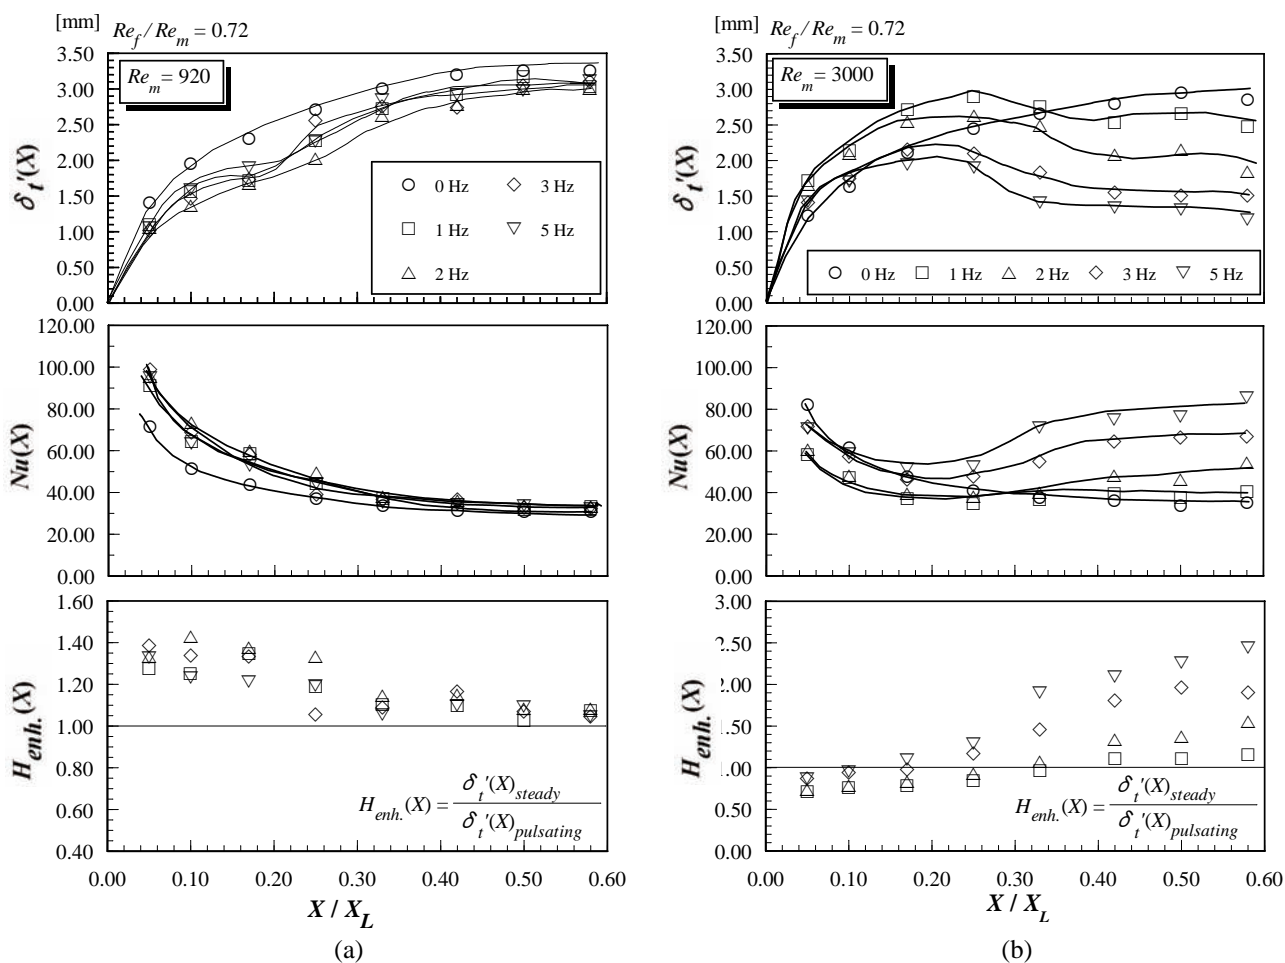 [mm]
Re_f / Re_m = 0.72
3.50
3.00
2.50
2.00
1.50
1.00
0.50
0.00
δ_t'(X)
Re_m = 920
0 Hz
3 Hz
1 Hz
5 Hz
2 Hz
120.00
100.00
80.00
60.00
40.00
20.00
0.00
Nu(X)
1.60
1.40
1.20
1.00
0.80
0.60
0.40
H_enh.(X)
H_enh.(X) = δ_t'(X)_steady / δ_t'(X)_pulsating
0.00 0.10 0.20 0.30 0.40 0.50 0.60
X / X_L
(a)
[mm]
Re_f / Re_m = 0.72
3.50
3.00
2.50
2.00
1.50
1.00
0.50
0.00
δ_t'(X)
Re_m = 3000
0 Hz 1 Hz 2 Hz 3 Hz 5 Hz
120.00
100.00
80.00
60.00
40.00
20.00
0.00
Nu(X)
3.00
2.50
2.00
1.50
1.00
0.50
0.00
H_enh.(X)
H_enh.(X) = δ_t'(X)_steady / δ_t'(X)_pulsating
0.00 0.10 0.20 0.30 0.40 0.50 0.60
X / X_L
(b)